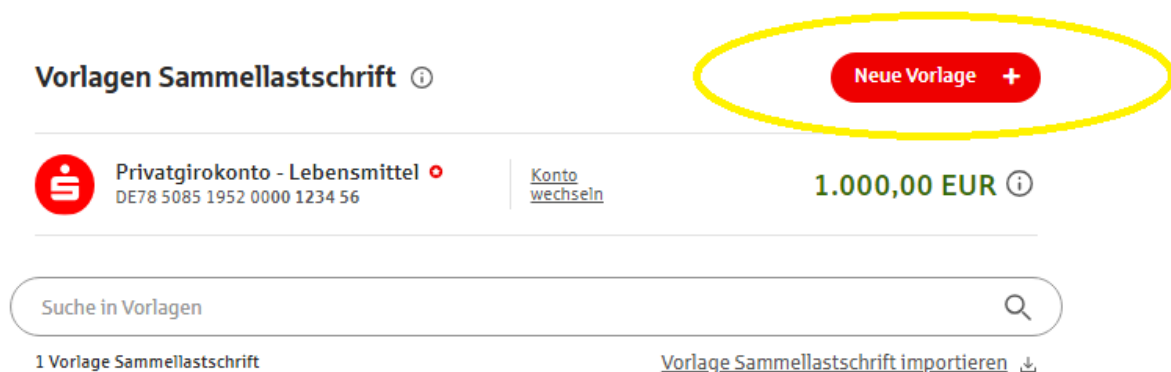 Vorlagen Sammellastschrift
Neue Vorlage +
Privatgirokonto - Lebensmittel
DE78 5085 1952 0000 1234 56
Konto
wechseln
1.000,00 EUR
Suche in Vorlagen
1 Vorlage Sammellastschrift
Vorlage Sammellastschrift importieren